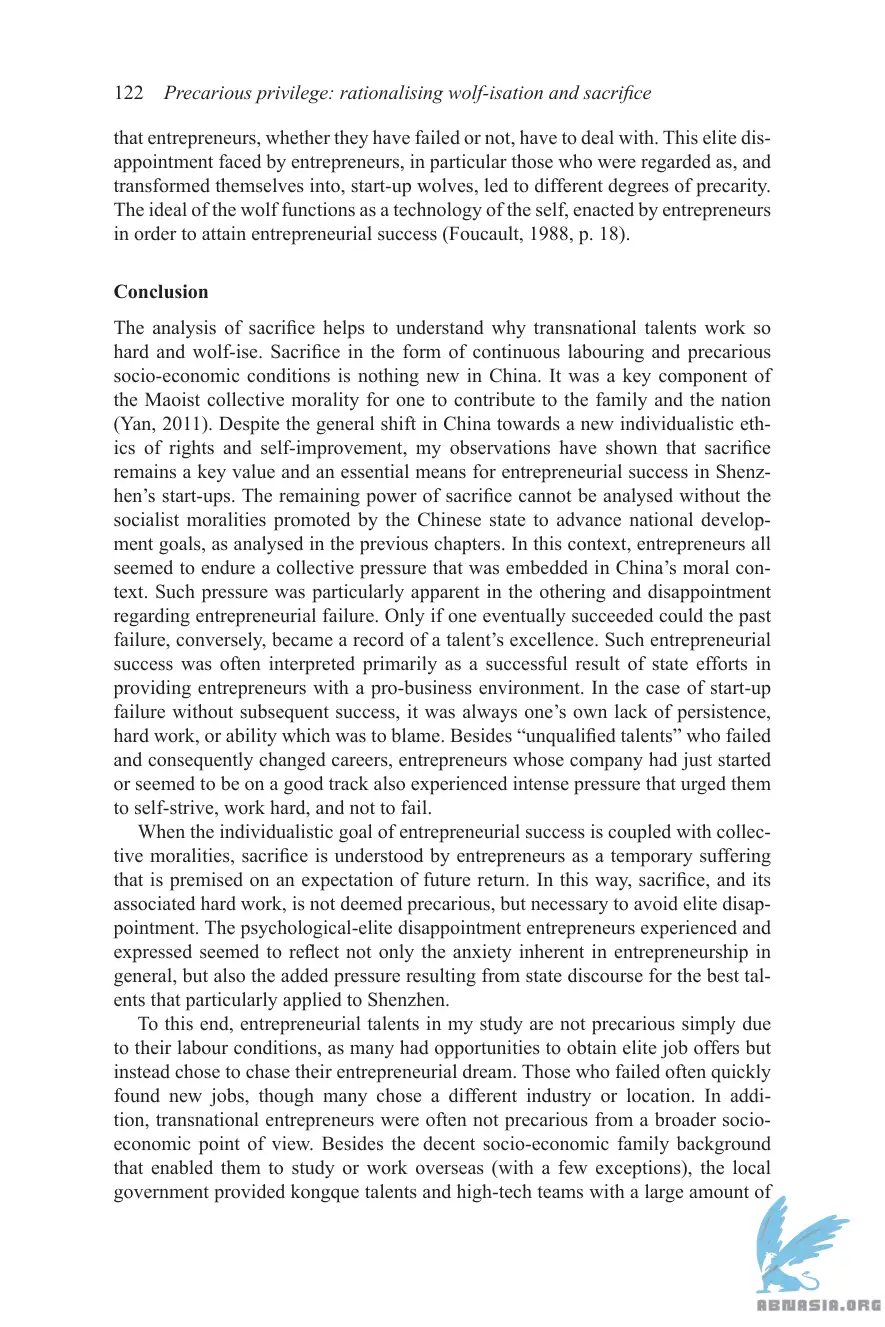 122 Precarious privilege: rationalising wolf-isation and sacrifice
that entrepreneurs, whether they have failed or not, have to deal with. This elite dis-
appointment faced by entrepreneurs, in particular those who were regarded as, and
transformed themselves into, start-up wolves, led to different degrees of precarity.
The ideal of the wolf functions as a technology of the self, enacted by entrepreneurs
in order to attain entrepreneurial success (Foucault, 1988, p. 18).
Conclusion
The analysis of sacrifice helps to understand why transnational talents work so
hard and wolf-ise. Sacrifice in the form of continuous labouring and precarious
socio-economic conditions is nothing new in China. It was a key component of
the Maoist collective morality for one to contribute to the family and the nation
(Yan, 2011). Despite the general shift in China towards a new individualistic eth-
ics of rights and self-improvement, my observations have shown that sacrifice
remains a key value and an essential means for entrepreneurial success in Shenz-
hen's start-ups. The remaining power of sacrifice cannot be analysed without the
socialist moralities promoted by the Chinese state to advance national develop-
ment goals, as analysed in the previous chapters. In this context, entrepreneurs all
seemed to endure a collective pressure that was embedded in China's moral con-
text. Such pressure was particularly apparent in the othering and disappointment
regarding entrepreneurial failure. Only if one eventually succeeded could the past
failure, conversely, became a record of a talent's excellence. Such entrepreneurial
success was often interpreted primarily as a successful result of state efforts in
providing entrepreneurs with a pro-business environment. In the case of start-up
failure without subsequent success, it was always one's own lack of persistence,
hard work, or ability which was to blame. Besides "unqualified talents" who failed
and consequently changed careers, entrepreneurs whose company had just started
or seemed to be on a good track also experienced intense pressure that urged them
to self-strive, work hard, and not to fail.
When the individualistic goal of entrepreneurial success is coupled with collec-
tive moralities, sacrifice is understood by entrepreneurs as a temporary suffering
that is premised on an expectation of future return. In this way, sacrifice, and its
associated hard work, is not deemed precarious, but necessary to avoid elite disap-
pointment. The psychological-elite disappointment entrepreneurs experienced and
expressed seemed to reflect not only the anxiety inherent in entrepreneurship in
general, but also the added pressure resulting from state discourse for the best tal-
ents that particularly applied to Shenzhen.
To this end, entrepreneurial talents in my study are not precarious simply due
to their labour conditions, as many had opportunities to obtain elite job offers but
instead chose to chase their entrepreneurial dream. Those who failed often quickly
found new jobs, though many chose a different industry or location. In addi-
tion, transnational entrepreneurs were often not precarious from a broader socio-
economic point of view. Besides the decent socio-economic family background
that enabled them to study or work overseas (with a few exceptions), the local
government provided kongque talents and high-tech teams with a large amount of
ABNASIA.ORG